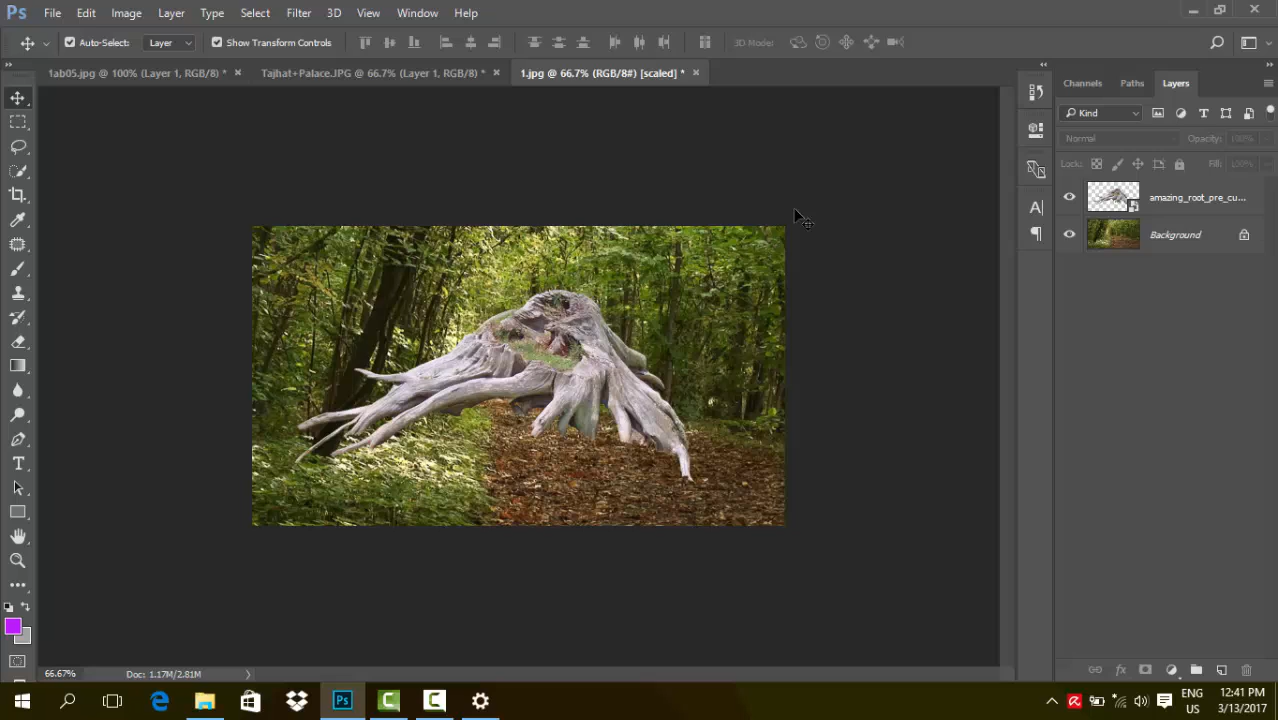 Ps File Edit Image Layer Type Select Filter 3D View Window Help
Auto-Select: Layer Show Transform Controls 3D Mode:
1ab05.jpg @ 100% (Layer 1, RGB/8) * × Tajhat+Palace.JPG @ 66.7% (Layer 1, RGB/8) * × 1.jpg @ 66.7% (RGB/8#) [scaled] * ×
Channels Paths Layers
Kind
Normal Opacity: 100%
Lock: Fill: 100%
amazing_root_pre_cu...
Background
66.67% Doc: 1.17M/2.81M
ENG 12:41 PM
US 3/13/2017